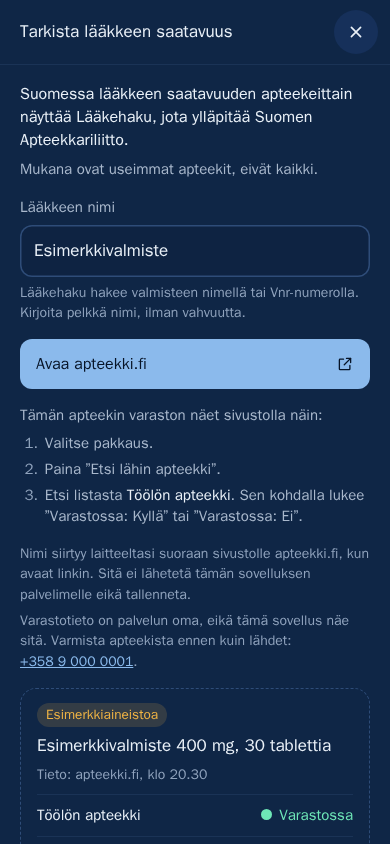 Tarkista lääkkeen saatavuus
Suomessa lääkkeen saatavuuden apteekeittain
näyttää Lääkehaku, jota ylläpitää Suomen
Apteekkariliitto.
Mukana ovat useimmat apteekit, eivät kaikki.
Lääkkeen nimi
Esimerkkivalmiste
Lääkehaku hakee valmisteen nimellä tai Vnr-numerolla.
Kirjoita pelkkä nimi, ilman vahvuutta.
Avaa apteekki.fi
Tämän apteekin varaston näet sivustolla näin:
1. Valitse pakkaus.
2. Paina ”Etsi lähin apteekki”.
3. Etsi listasta Töölön apteekki. Sen kohdalla lukee
”Varastossa: Kyllä” tai ”Varastossa: Ei”.
Nimi siirtyy laitteeltasi suoraan sivustolle apteekki.fi, kun
avaat linkin. Sitä ei lähetetä tämän sovelluksen
palvelimelle eikä tallenneta.
Varastotieto on palvelun oma, eikä tämä sovellus näe
sitä. Varmista apteekista ennen kuin lähdet:
+358 9 000 0001.
Esimerkkiaineistoa
Esimerkkivalmiste 400 mg, 30 tablettia
Tieto: apteekki.fi, klo 20.30
Töölön apteekki Varastossa